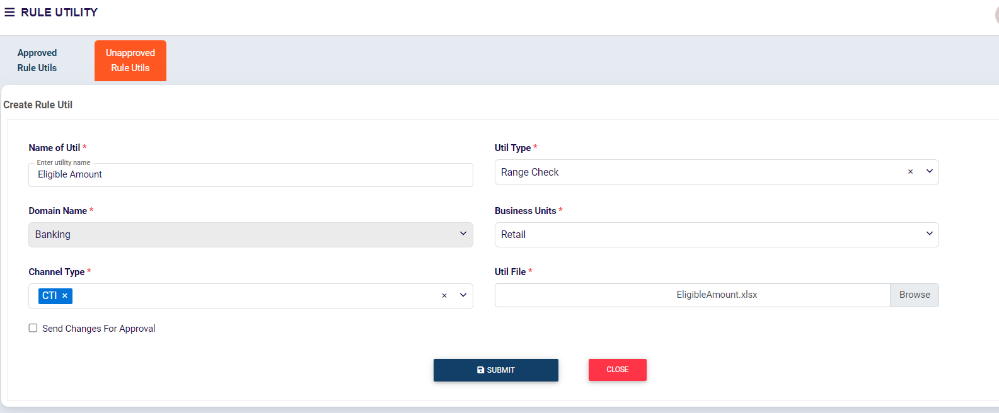 RULE UTILITY
Approved
Rule Utils
Unapproved
Rule Utils
Create Rule Util
Name of Util *
Enter utility name
Eligible Amount
Util Type *
Range Check ×
Domain Name *
Banking
Business Units *
Retail
Channel Type *
CTI × ×
Util File *
EligibleAmount.xlsx Browse
Send Changes For Approval
SUBMIT
CLOSE